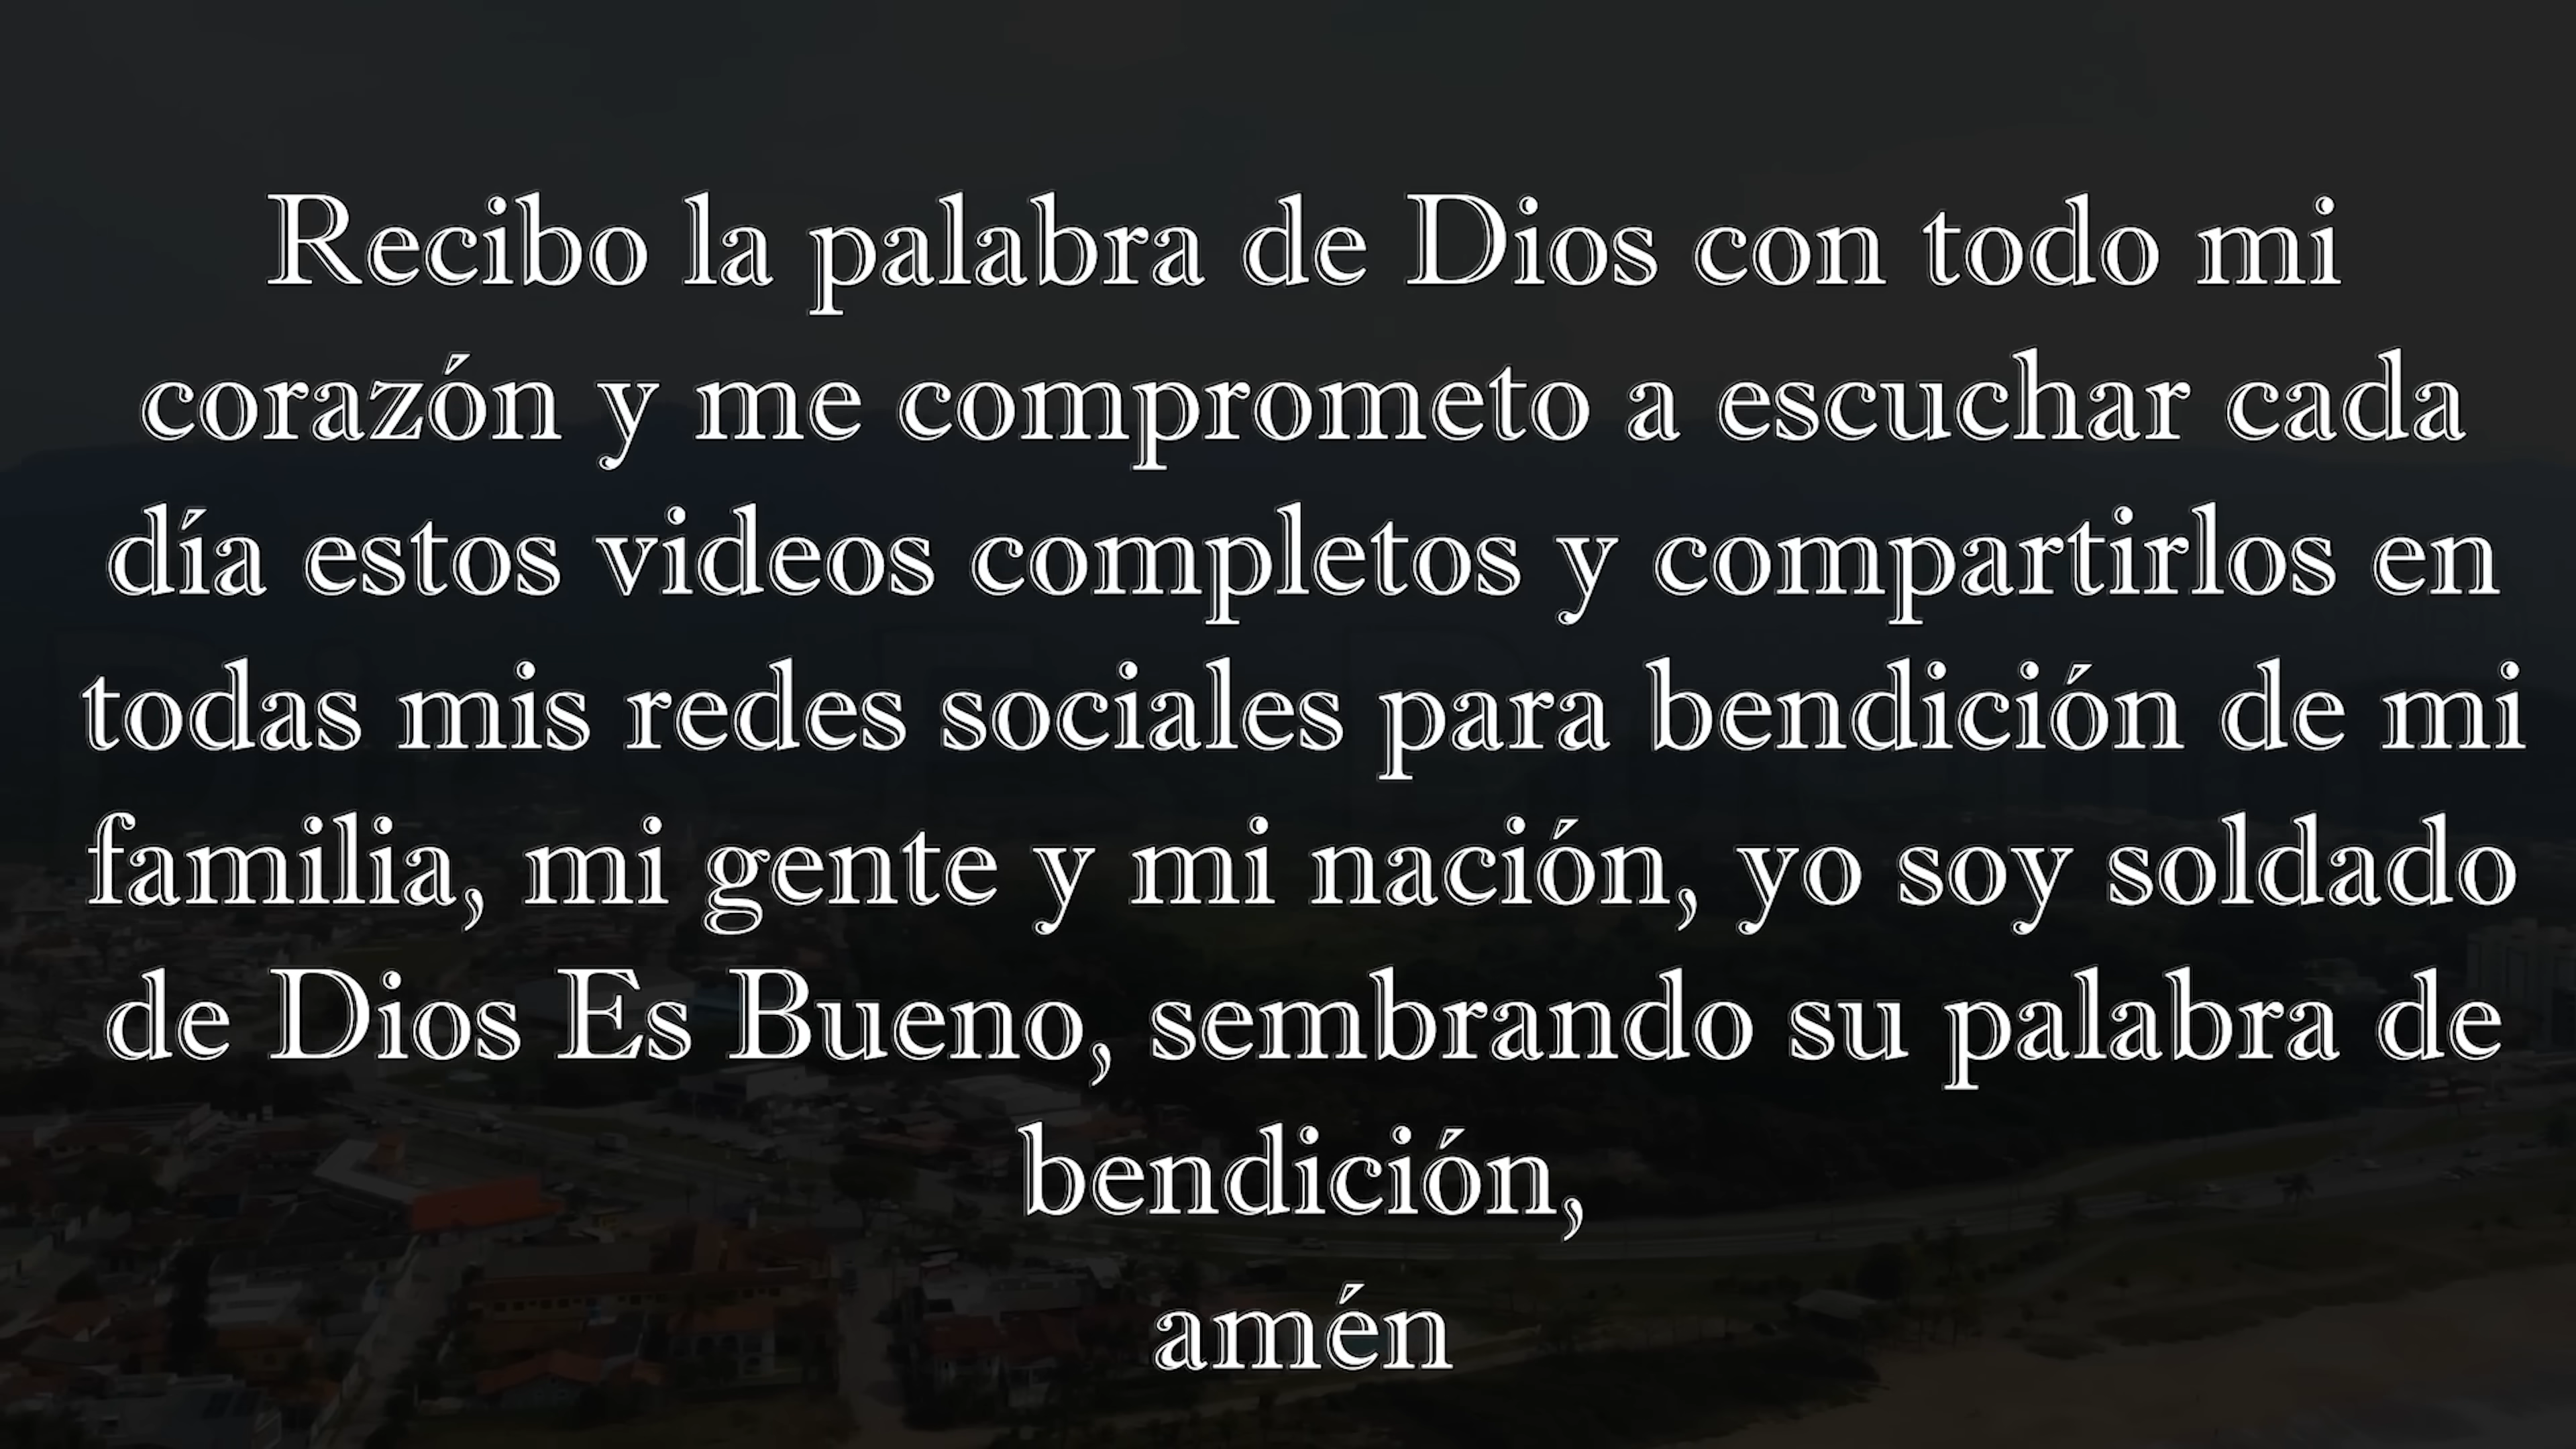 Recibo la palabra de Dios con todo mi
corazón y me comprometo a escuchar cada
día estos videos completos y compartirlos en
todas mis redes sociales para bendición de mi
familia, mi gente y mi nación, yo soy soldado
de Dios Es Bueno, sembrando su palabra de
bendición,
amén